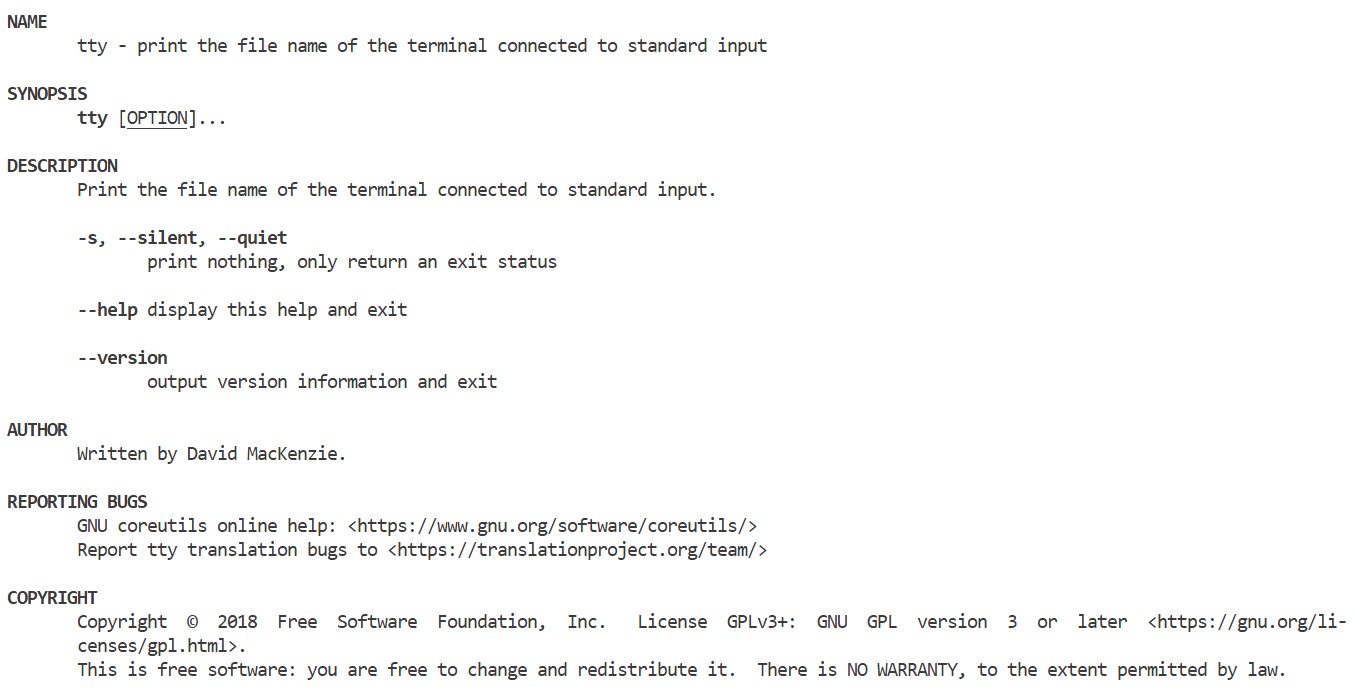 NAME
tty - print the file name of the terminal connected to standard input
SYNOPSIS
tty [OPTION]...
DESCRIPTION
Print the file name of the terminal connected to standard input.
-s, --silent, --quiet
print nothing, only return an exit status
--help display this help and exit
--version
output version information and exit
AUTHOR
Written by David MacKenzie.
REPORTING BUGS
GNU coreutils online help: <https://www.gnu.org/software/coreutils/>
Report tty translation bugs to <https://translationproject.org/team/>
COPYRIGHT
Copyright © 2018 Free Software Foundation, Inc. License GPLv3+: GNU GPL version 3 or later <https://gnu.org/li-
censes/gpl.html>.
This is free software: you are free to change and redistribute it. There is NO WARRANTY, to the extent permitted by law.